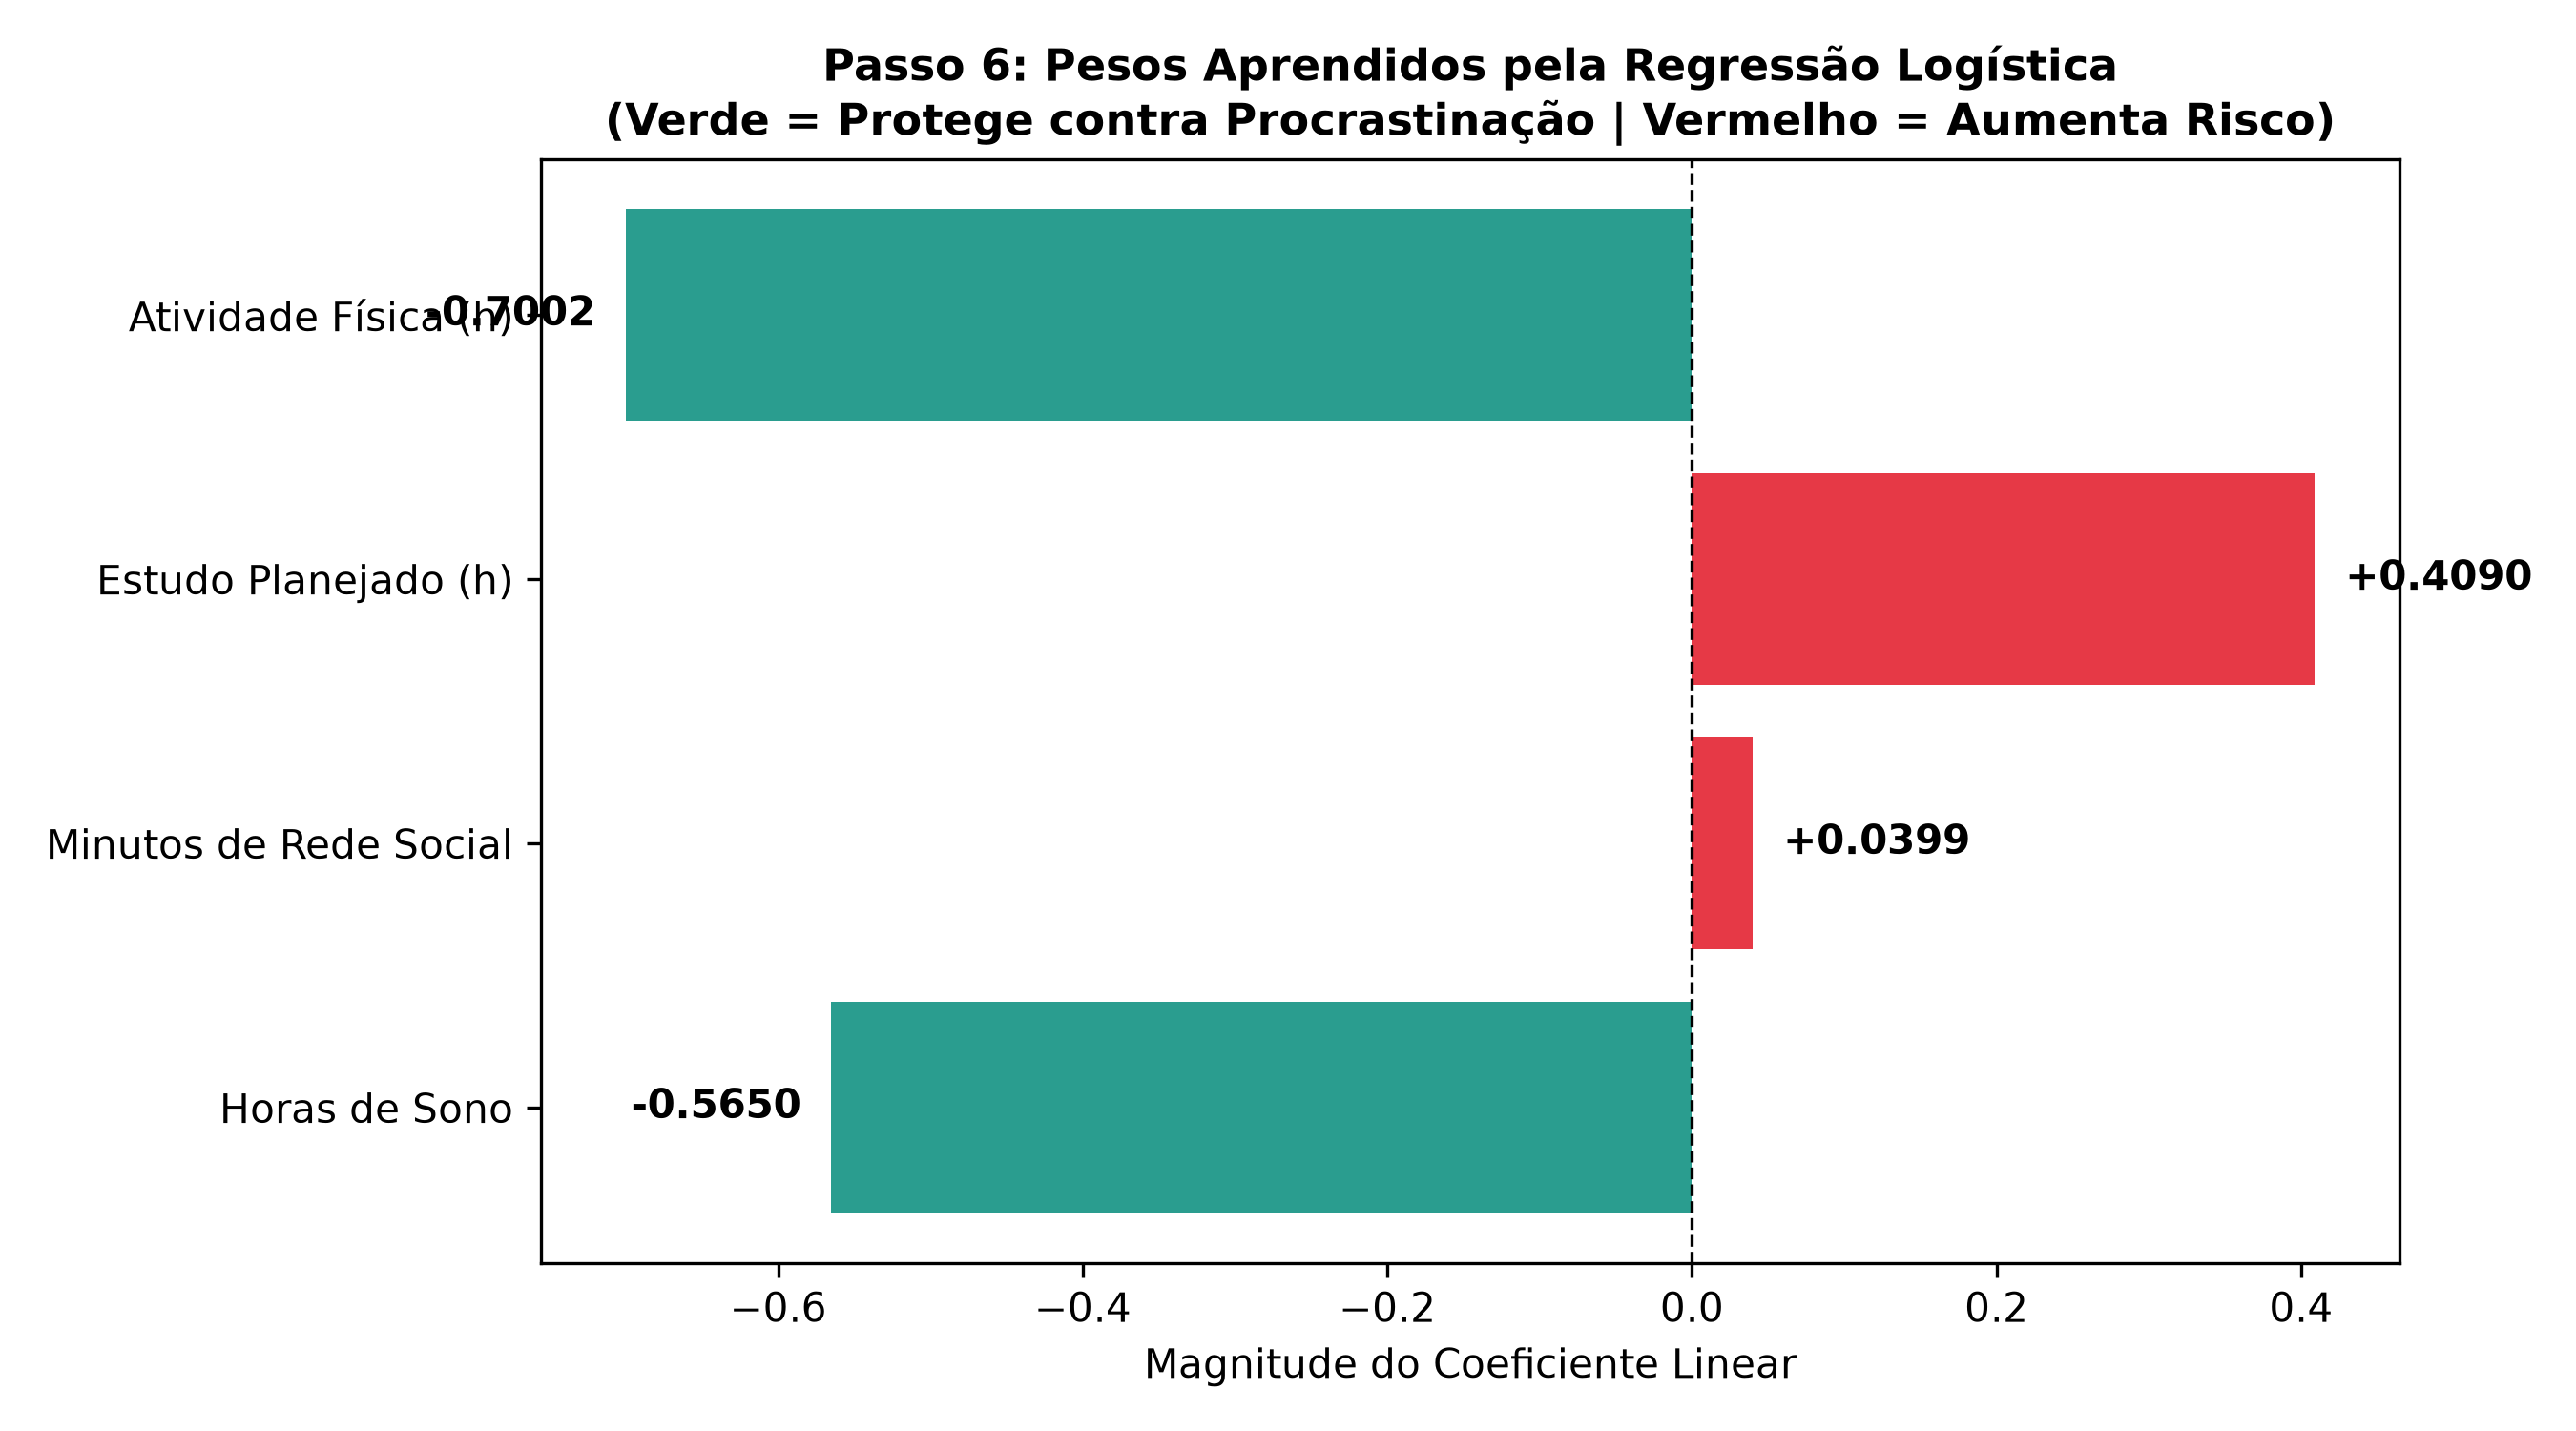 Passo 6: Pesos Aprendidos pela Regressão Logística
(Verde = Protege contra Procrastinação | Vermelho = Aumenta Risco)
Atividade Física (h)
-0.7002
Estudo Planejado (h)
+0.4090
Minutos de Rede Social
+0.0399
Horas de Sono
-0.5650
−0.6 −0.4 −0.2 0.0 0.2 0.4
Magnitude do Coeficiente Linear